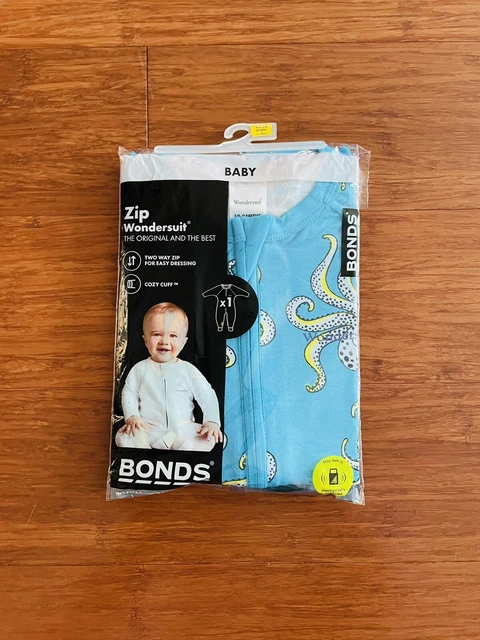 BABY
Zip
Wondersuit®
THE ORIGINAL AND THE BEST
TWO WAY ZIP
FOR EASY DRESSING
COZY CUFF™
x1
BONDS®
Wondersuit
BONDS